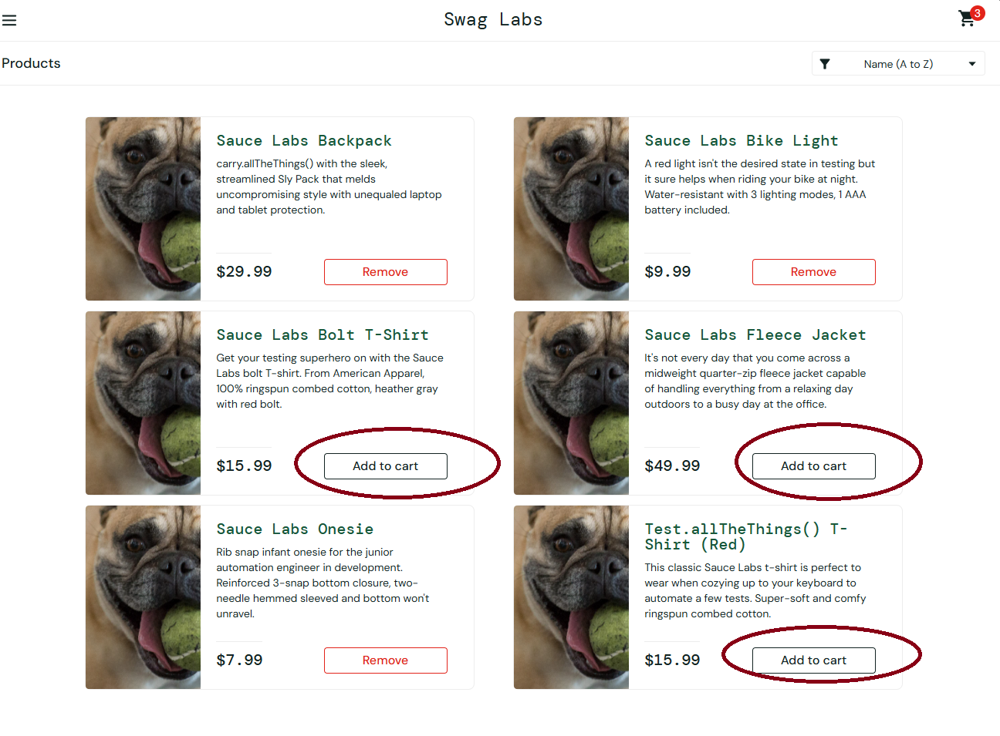 Swag Labs
3
Products
Name (A to Z)
Sauce Labs Backpack
carry.allTheThings() with the sleek,
streamlined Sly Pack that melds
uncompromising style with unequaled laptop
and tablet protection.
$29.99
Remove
Sauce Labs Bike Light
A red light isn't the desired state in testing but
it sure helps when riding your bike at night.
Water-resistant with 3 lighting modes, 1 AAA
battery included.
$9.99
Remove
Sauce Labs Bolt T-Shirt
Get your testing superhero on with the Sauce
Labs bolt T-shirt. From American Apparel,
100% ringspun combed cotton, heather gray
with red bolt.
$15.99
Add to cart
Sauce Labs Fleece Jacket
It's not every day that you come across a
midweight quarter-zip fleece jacket capable
of handling everything from a relaxing day
outdoors to a busy day at the office.
$49.99
Add to cart
Sauce Labs Onesie
Rib snap infant onesie for the junior
automation engineer in development.
Reinforced 3-snap bottom closure, two-
needle hemmed sleeved and bottom won't
unravel.
$7.99
Remove
Test.allTheThings() T-
Shirt (Red)
This classic Sauce Labs t-shirt is perfect to
wear when cozying up to your keyboard to
automate a few tests. Super-soft and comfy
ringspun combed cotton.
$15.99
Add to cart